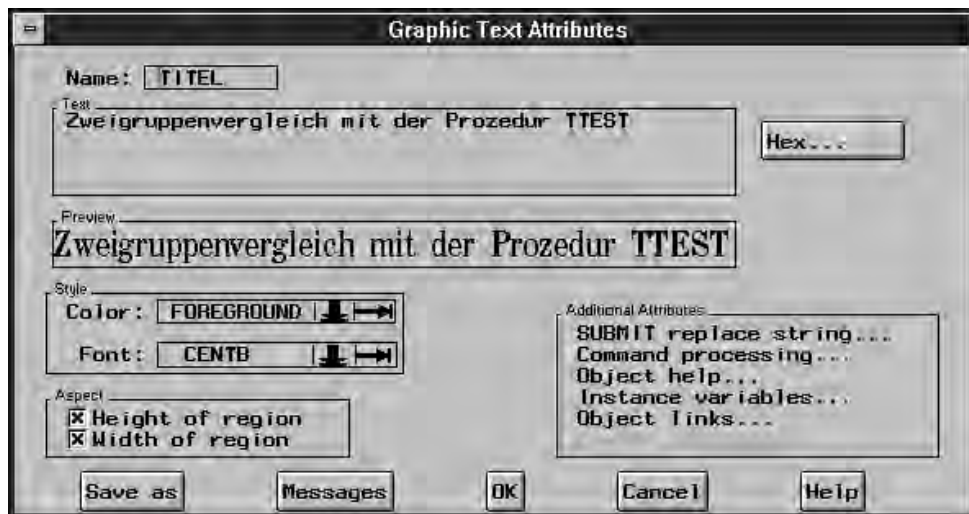 Graphic Text Attributes
Name: TITEL
Text
Zweigruppenvergleich mit der Prozedur TTEST
Hex...
Preview
Zweigruppenvergleich mit der Prozedur TTEST
Style
Color: FOREGROUND
Font: CENTB
Additional Attributes
SUBMIT replace string...
Command processing...
Object help...
Instance variables...
Object links...
Aspect
Height of region
Width of region
Save as Messages OK Cancel Help